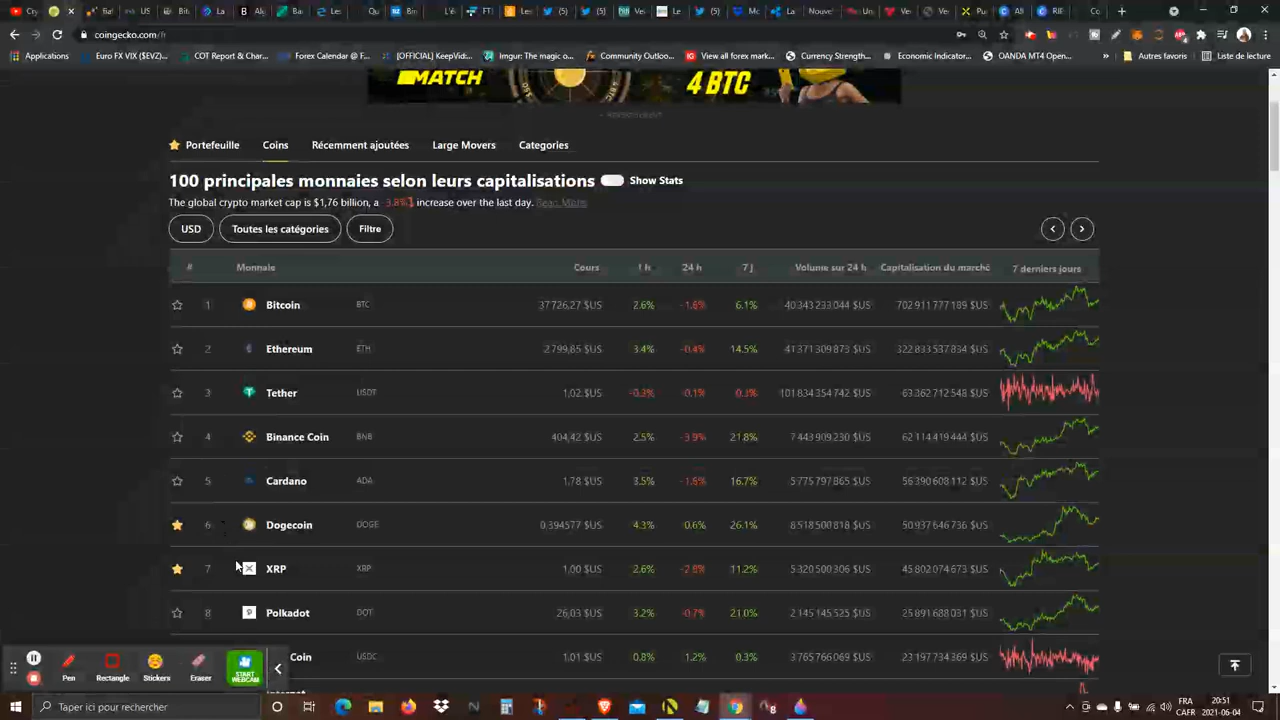 coingecko.com/fr
Applications Euro FX VIX ($EVZ)... COT Report & Char... Forex Calendar @ F... [OFFICIAL] KeepVid:... Imgur: The magic o... Community Outloo... View all forex mark... Currency Strength... Economic Indicator... OANDA MT4 Open... Autres favoris Liste de lecture
MATCH 4 BTC
Portefeuille Coins Récemment ajoutées Large Movers Categories
100 principales monnaies selon leurs capitalisations Show Stats
The global crypto market cap is $1,76 billion, a -3.8% increase over the last day. Read More
USD Toutes les catégories Filtre
# Monnaie Cours 1 h 24 h 7 j Volume sur 24 h Capitalisation du marché 7 derniers jours
1 Bitcoin BTC 37 726,27 $US 2.6% -1.6% 6.1% 40 343 233 044 $US 702 911 777 189 $US
2 Ethereum ETH 2 799,85 $US 3.4% -0.4% 14.5% 41 371 309 873 $US 322 833 537 834 $US
3 Tether USDT 1,02 $US -0.3% -0.1% 0.3% 101 834 354 742 $US 63 362 712 548 $US
4 Binance Coin BNB 404,42 $US 2.5% -3.9% 21.8% 7 443 909 230 $US 62 114 419 444 $US
5 Cardano ADA 1,78 $US 3.5% -1.6% 16.7% 5 775 797 865 $US 56 390 608 112 $US
6 Dogecoin DOGE 0.394577 $US 4.3% 0.6% 26.1% 8 518 500 818 $US 50 937 646 736 $US
7 XRP XRP 1,00 $US 2.6% -2.8% 11.2% 5 320 500 306 $US 45 802 074 673 $US
8 Polkadot DOT 26,03 $US 3.2% -0.7% 21.0% 2 145 145 525 $US 25 891 688 031 $US
Coin USDC 1,01 $US 0.8% 1.2% 0.3% 3 765 766 069 $US 23 197 734 369 $US
Pen Rectangle Stickers Eraser START WEBCAM
Taper ici pour rechercher
FRA 20:51
CAFR 2021-06-04